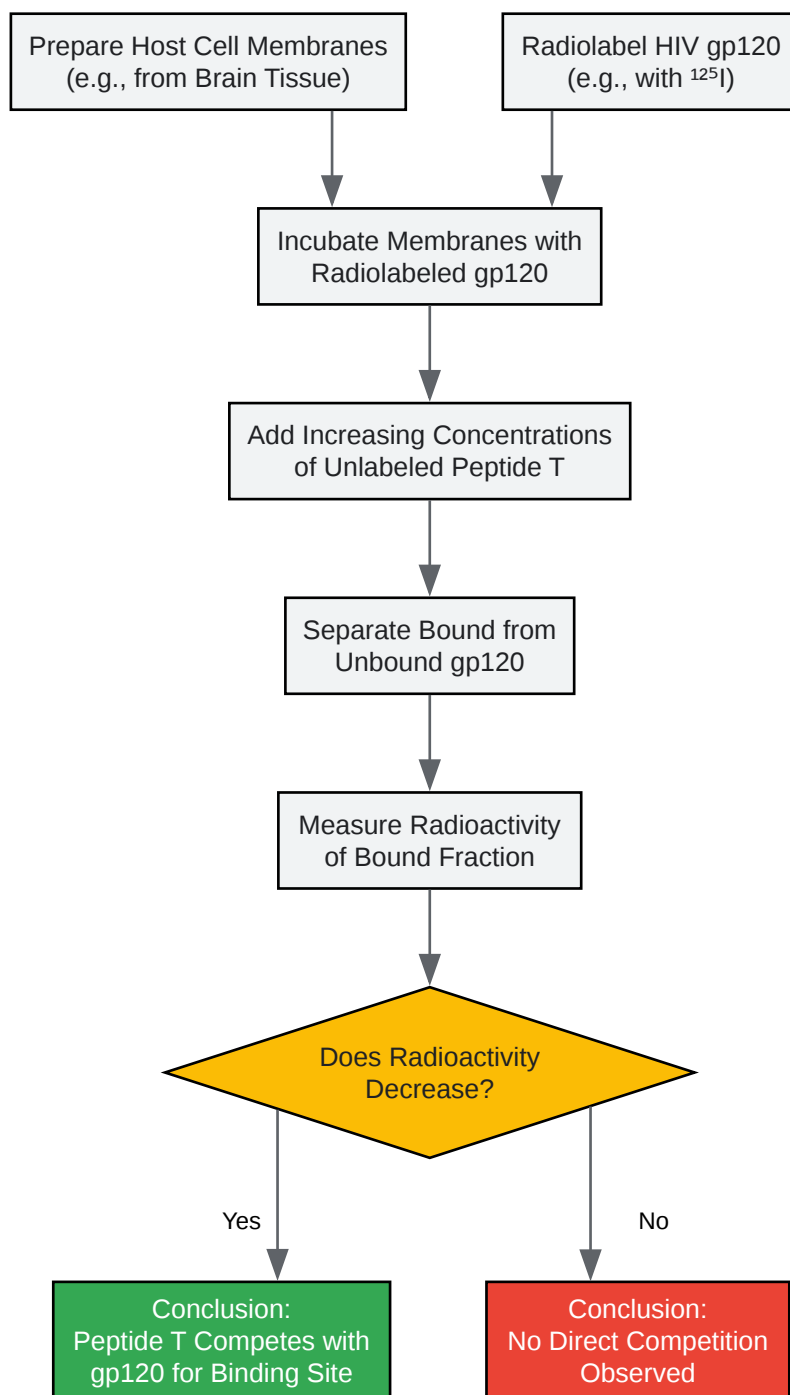 Prepare Host Cell Membranes
(e.g., from Brain Tissue)
Radiolabel HIV gp120
(e.g., with ¹²⁵I)
Incubate Membranes with
Radiolabeled gp120
Add Increasing Concentrations
of Unlabeled Peptide T
Separate Bound from
Unbound gp120
Measure Radioactivity
of Bound Fraction
Does Radioactivity
Decrease?
Yes
No
Conclusion:
Peptide T Competes with
gp120 for Binding Site
Conclusion:
No Direct Competition
Observed